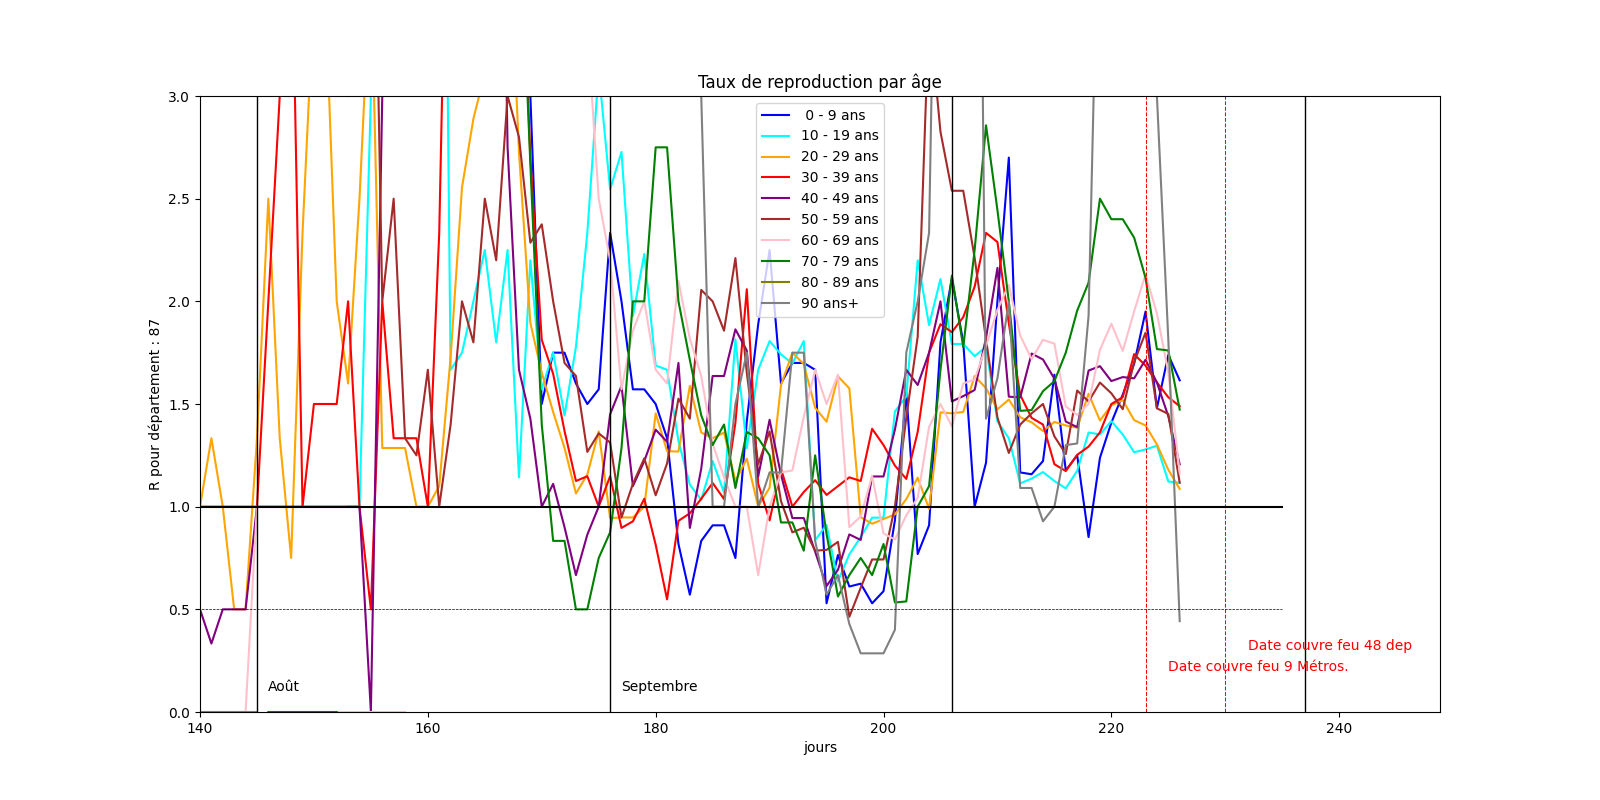 Taux de reproduction par âge
3.0
2.5
2.0
1.5
1.0
0.5
0.0
R pour département : 87
0 - 9 ans
10 - 19 ans
20 - 29 ans
30 - 39 ans
40 - 49 ans
50 - 59 ans
60 - 69 ans
70 - 79 ans
80 - 89 ans
90 ans+
Date couvre feu 48 dep
Date couvre feu 9 Métros.
Août
Septembre
140
160
180
200
220
240
jours